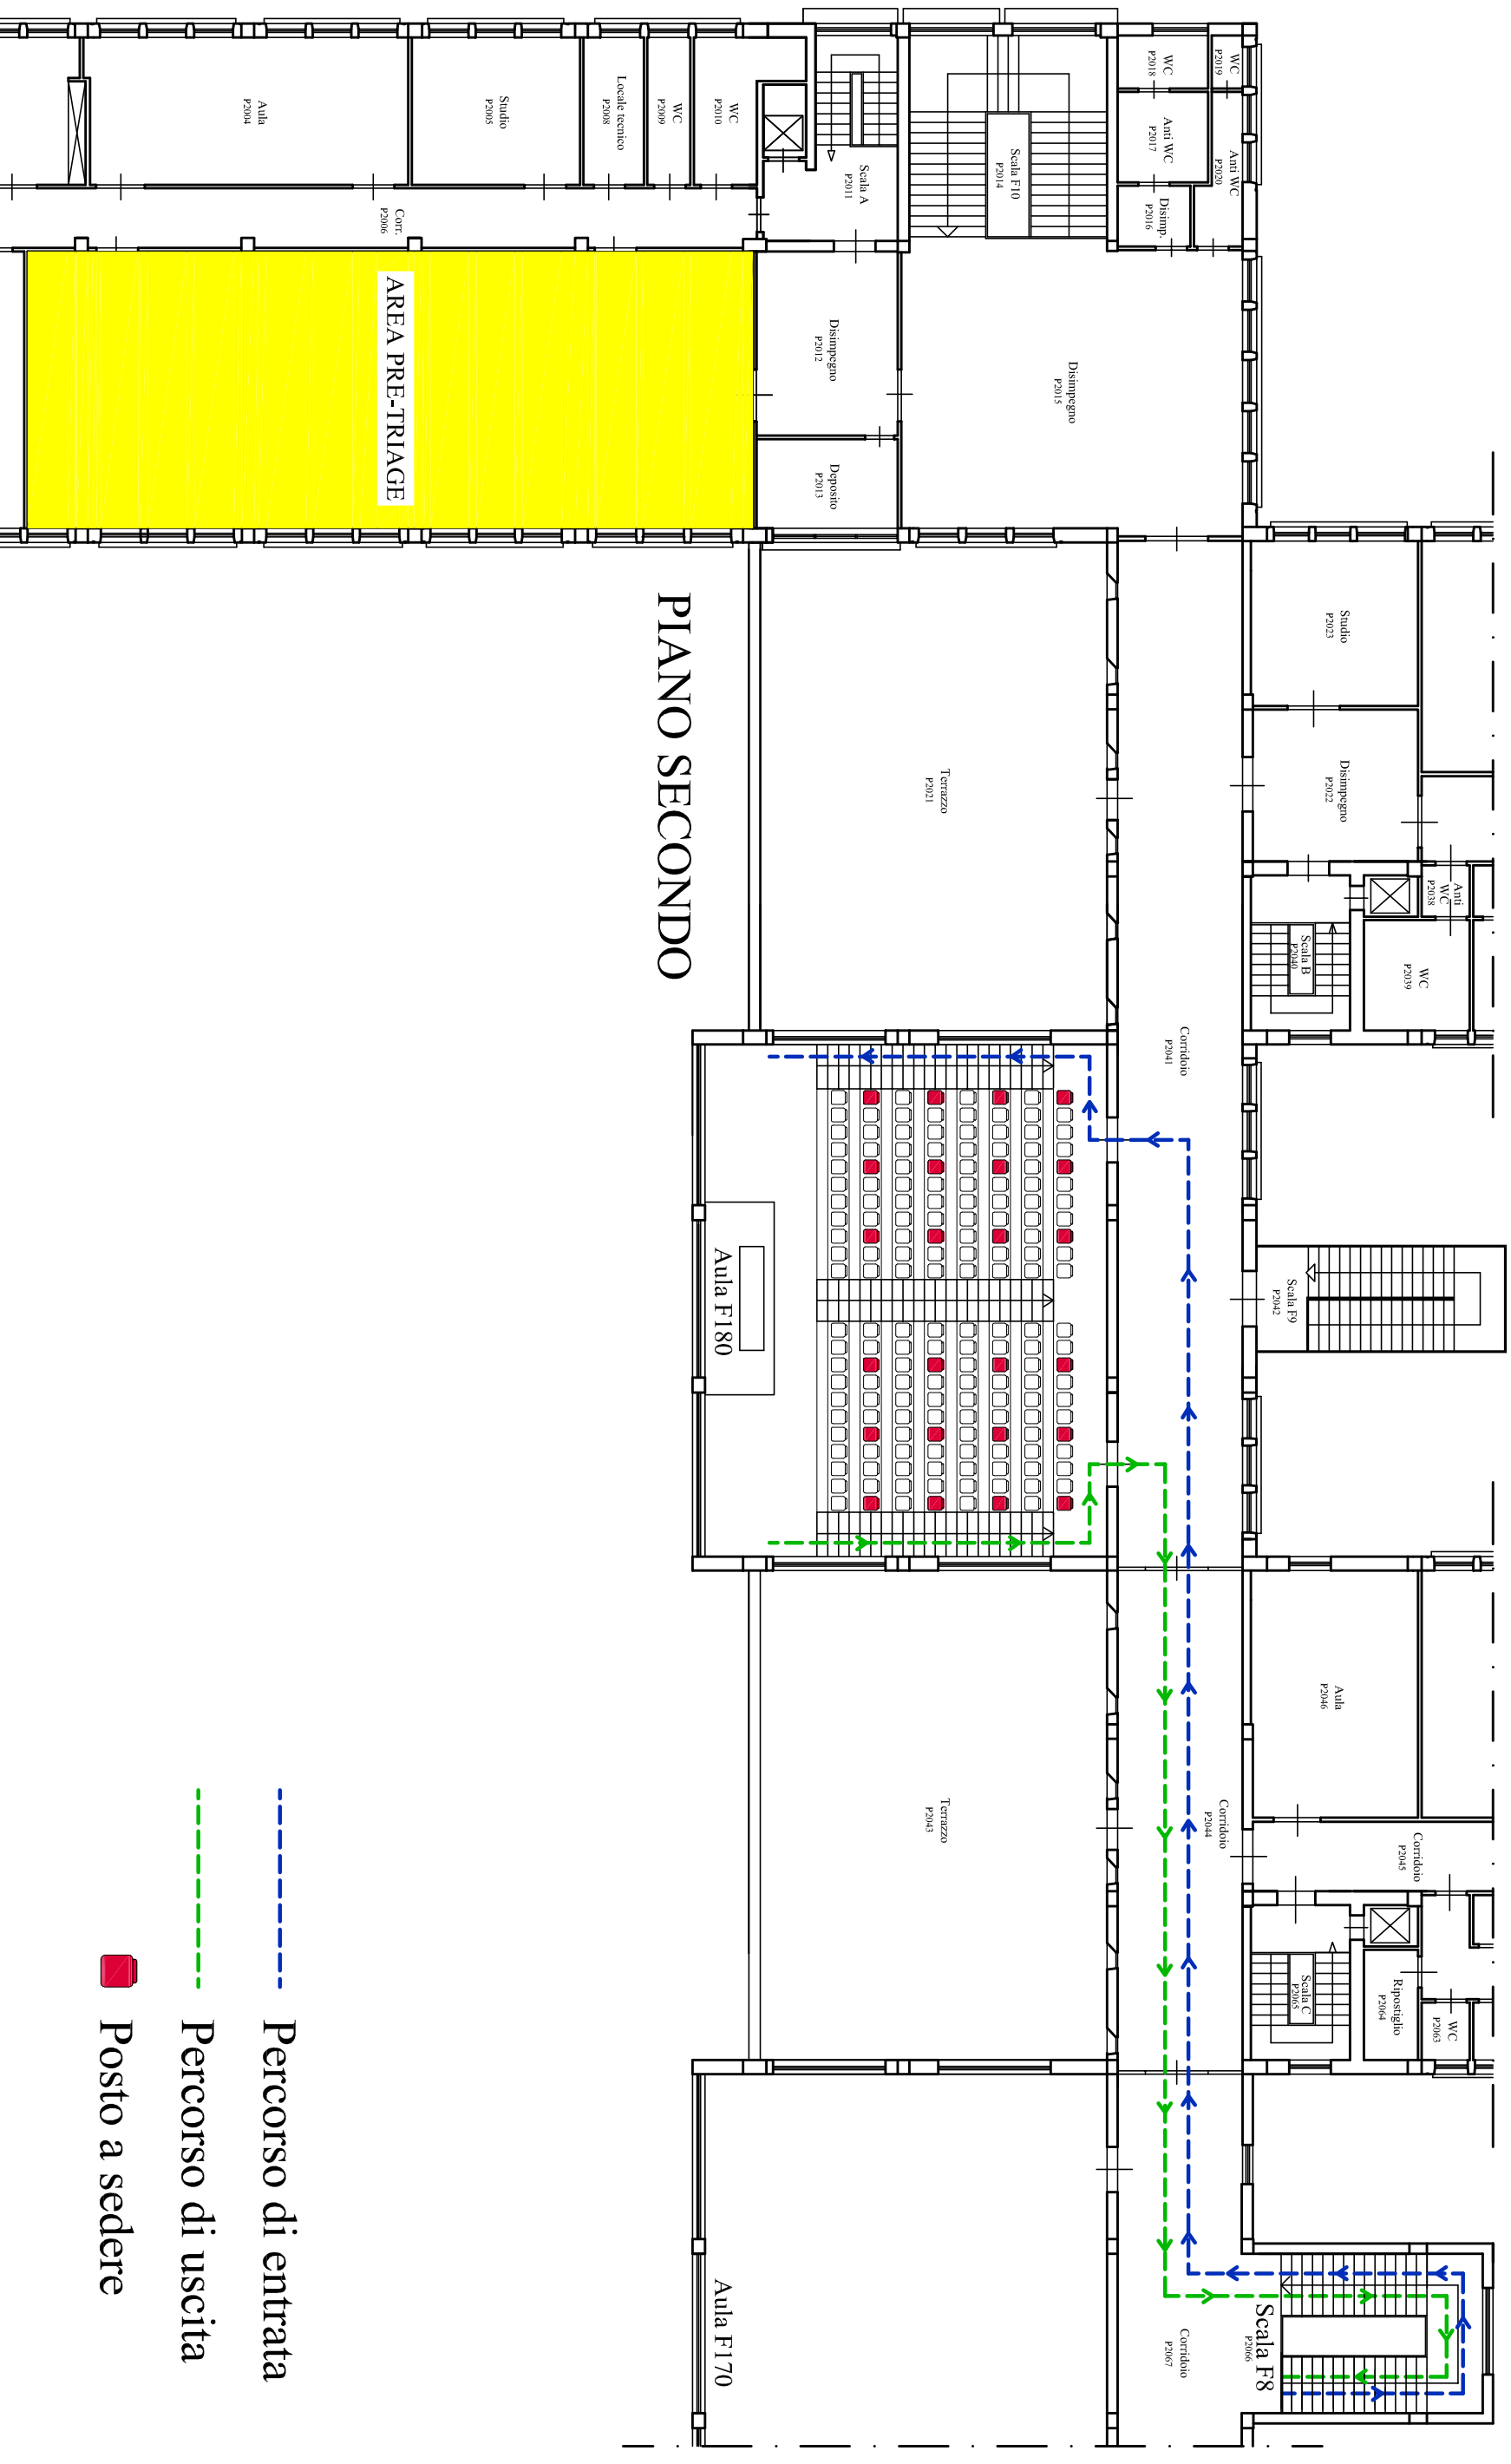 WC
P2019
WC
P2018
Anti WC
P2017
Anti WC
P2020
Disimp.
P2016
Scala F10
P2014
Scala A
P2011
WC
P2010
WC
P2009
Locale tecnico
P2008
Studio
P2005
Aula
P2004
Corr.
P2006
AREA PRE-TRIAGE
Disimpegno
P2012
Deposito
P2013
Disimpegno
P2015
Studio
P2023
Disimpegno
P2022
Anti
WC
P2038
WC
P2039
Scala B
P2040
Terrazzo
P2021
PIANO SECONDO
Corridoio
P2041
Scala F9
P2042
Aula F180
Aula
P2046
Corridoio
P2045
Corridoio
P2044
Terrazzo
P2043
Scala C
P2065
Ripostiglio
P2064
WC
P2063
Scala F8
P2066
Corridoio
P2067
Aula F170
Percorso di entrata
Percorso di uscita
Posto a sedere